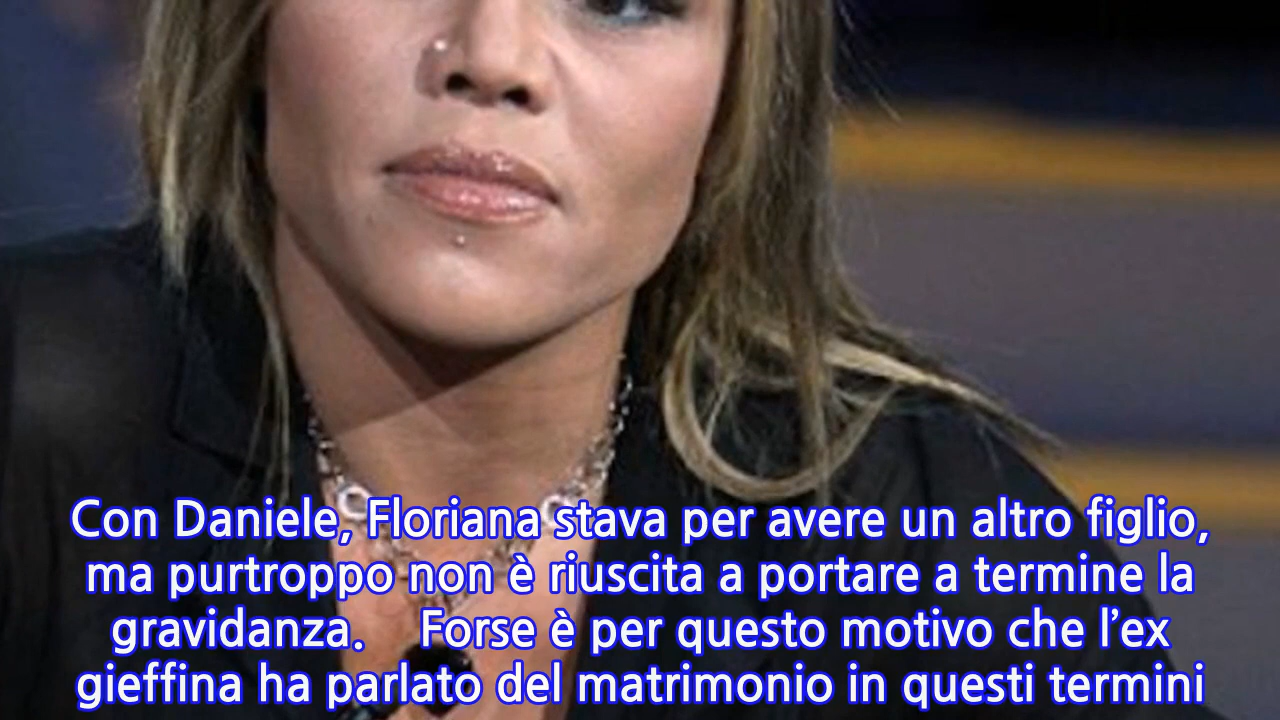 Con Daniele, Floriana stava per avere un altro figlio,
ma purtroppo non è riuscita a portare a termine la
gravidanza. Forse è per questo motivo che l’ex
gieffina ha parlato del matrimonio in questi termini